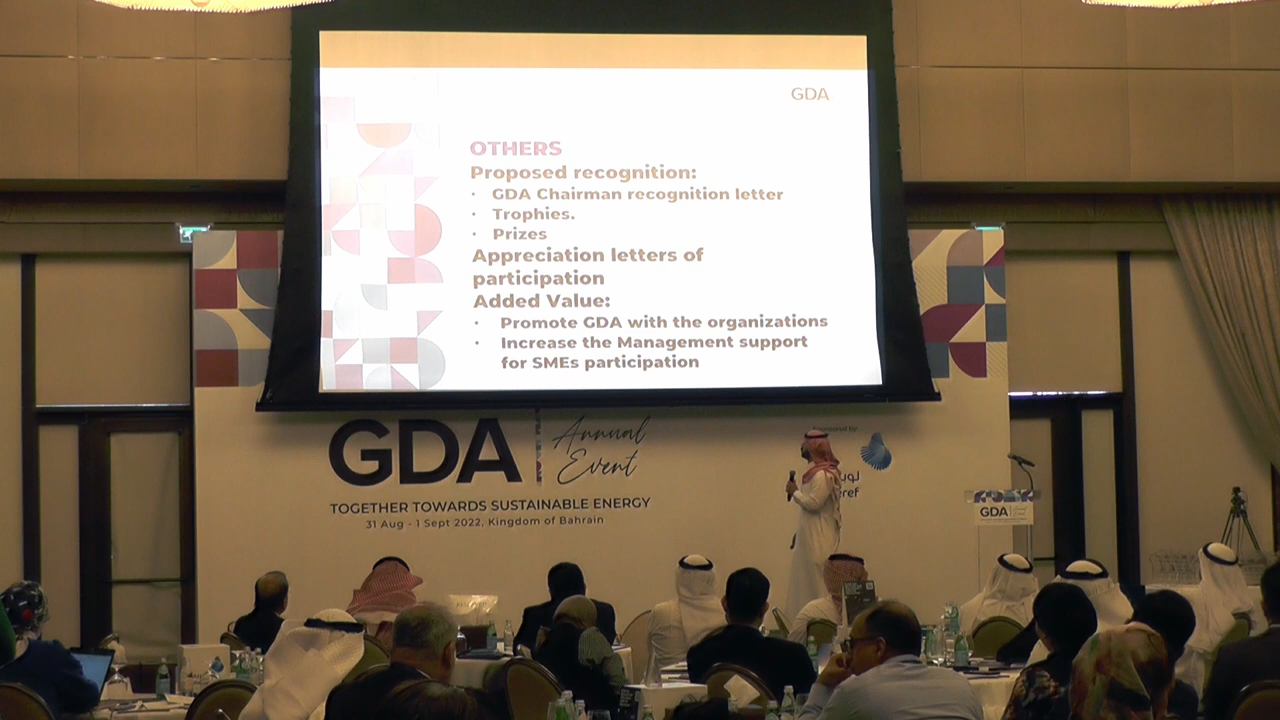 GDA
OTHERS
Proposed recognition:
• GDA Chairman recognition letter
• Trophies.
• Prizes
Appreciation letters of
participation
Added Value:
• Promote GDA with the organizations
• Increase the Management support
for SMEs participation
GDA Annual
Event
TOGETHER TOWARDS SUSTAINABLE ENERGY
31 Aug - 1 Sept 2022, Kingdom of Bahrain
GDA